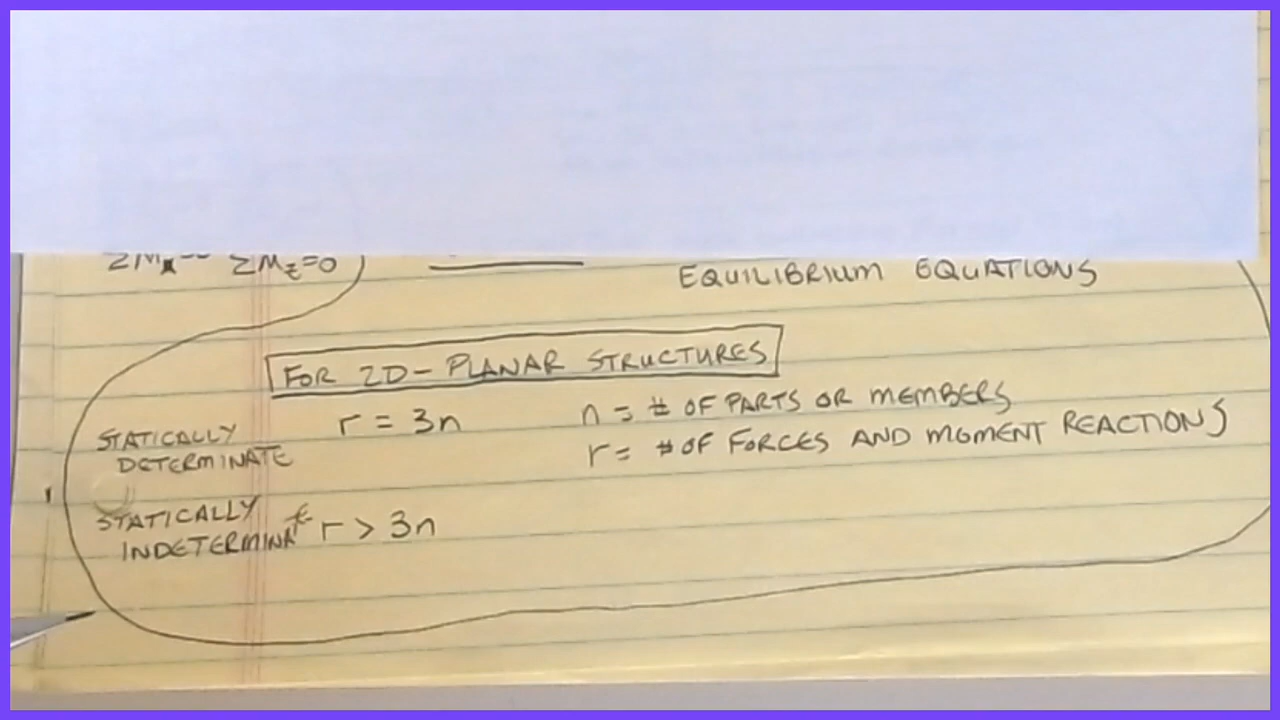 ΣMz=0
EQUILIBRIUM EQUATIONS
FOR 2D- PLANAR STRUCTURES
r = 3n
n = # OF PARTS OR MEMBERS
STATICALLY
DETERMINATE
r = # OF FORCES AND MOMENT REACTIONS
STATICALLY
INDETERMINATE
r > 3n